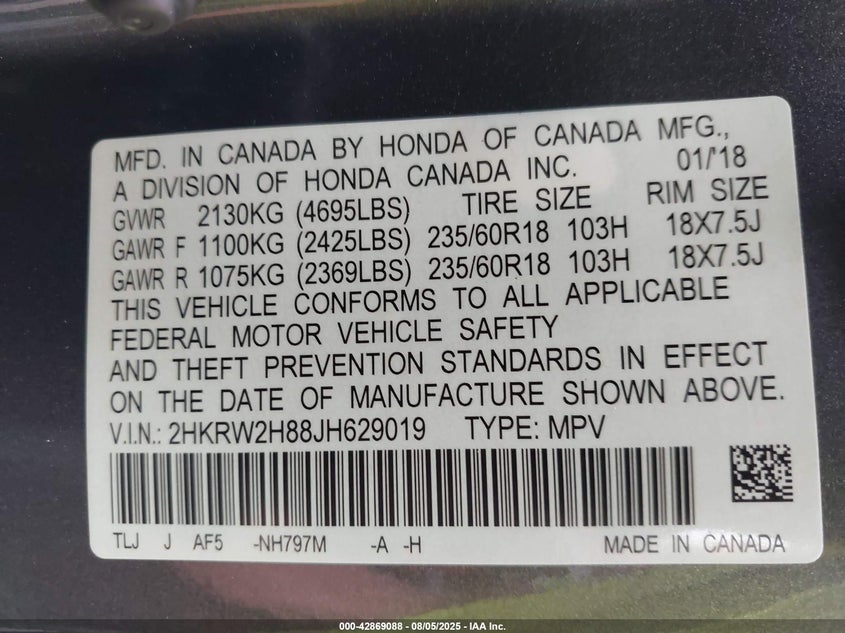 MFD. IN CANADA BY HONDA OF CANADA MFG.,
A DIVISION OF HONDA CANADA INC. 01/'18
GVWR 2130KG (4695LBS) TIRE SIZE RIM SIZE
GAWR F 1100KG (2425LBS) 235/60R18 103H 18X7.5J
GAWR R 1075KG (2369LBS) 235/60R18 103H 18X7.5J
THIS VEHICLE CONFORMS TO ALL APPLICABLE
FEDERAL MOTOR VEHICLE SAFETY
AND THEFT PREVENTION STANDARDS IN EFFECT
ON THE DATE OF MANUFACTURE SHOWN ABOVE.
V.I.N.: 2HKRW2H88JH629019 TYPE: MPV
TLJ J AF5 -NH797M -A -H MADE IN CANADA
000-42869088 - 08/05/2025 - IAA Inc.